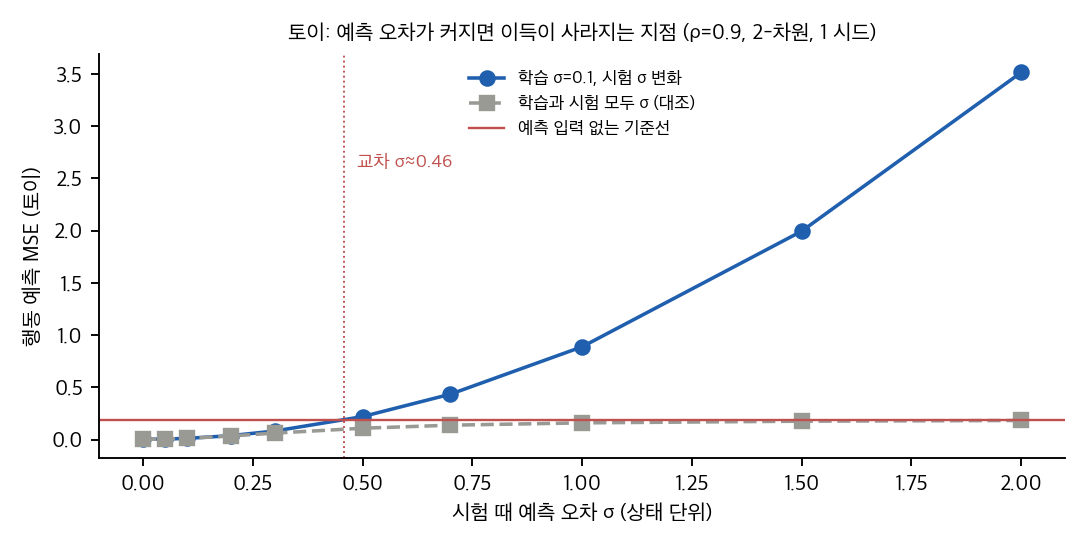 토이: 예측 오차가 커지면 이득이 사라지는 지점 (ρ=0.9, 2-차원, 1 시드)
학습 σ=0.1, 시험 σ 변화
학습과 시험 모두 σ (대조)
예측 입력 없는 기준선
교차 σ≈0.46
행동 예측 MSE (토이)
3.5
3.0
2.5
2.0
1.5
1.0
0.5
0.0
0.00 0.25 0.50 0.75 1.00 1.25 1.50 1.75 2.00
시험 때 예측 오차 σ (상태 단위)